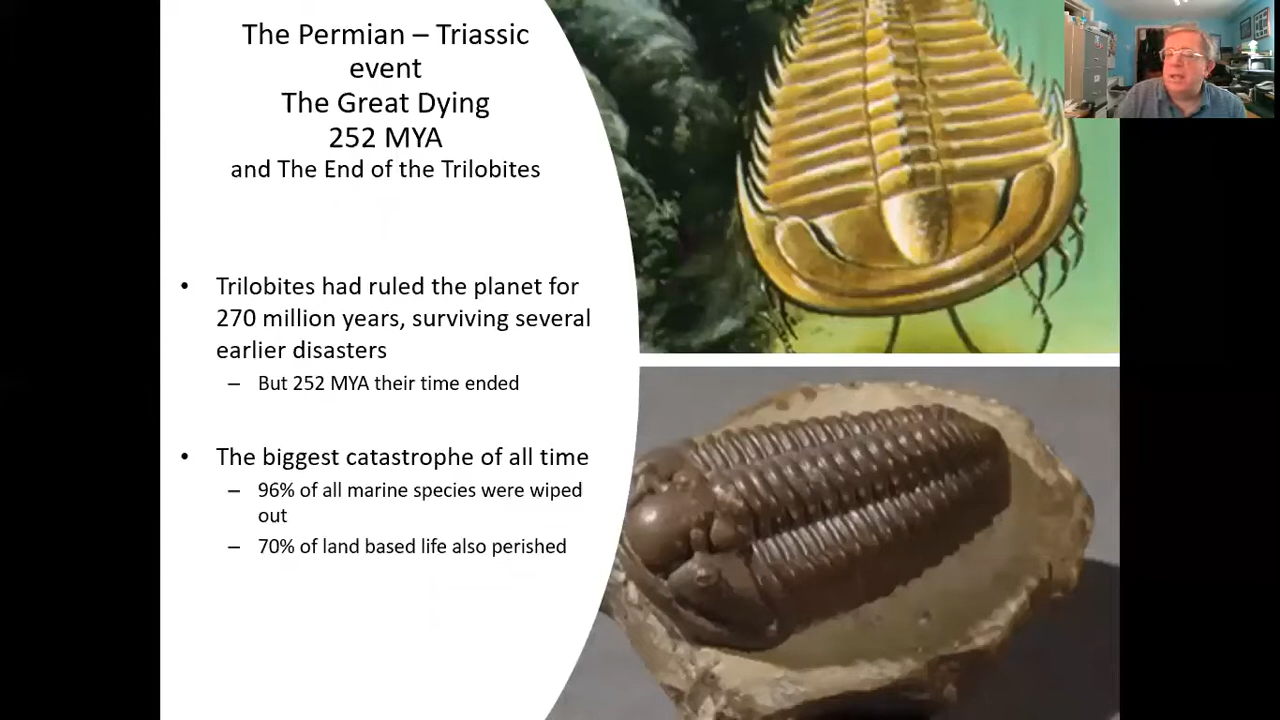 The Permian – Triassic
event
The Great Dying
252 MYA
and The End of the Trilobites
• Trilobites had ruled the planet for
270 million years, surviving several
earlier disasters
– But 252 MYA their time ended
• The biggest catastrophe of all time
– 96% of all marine species were wiped
out
– 70% of land based life also perished